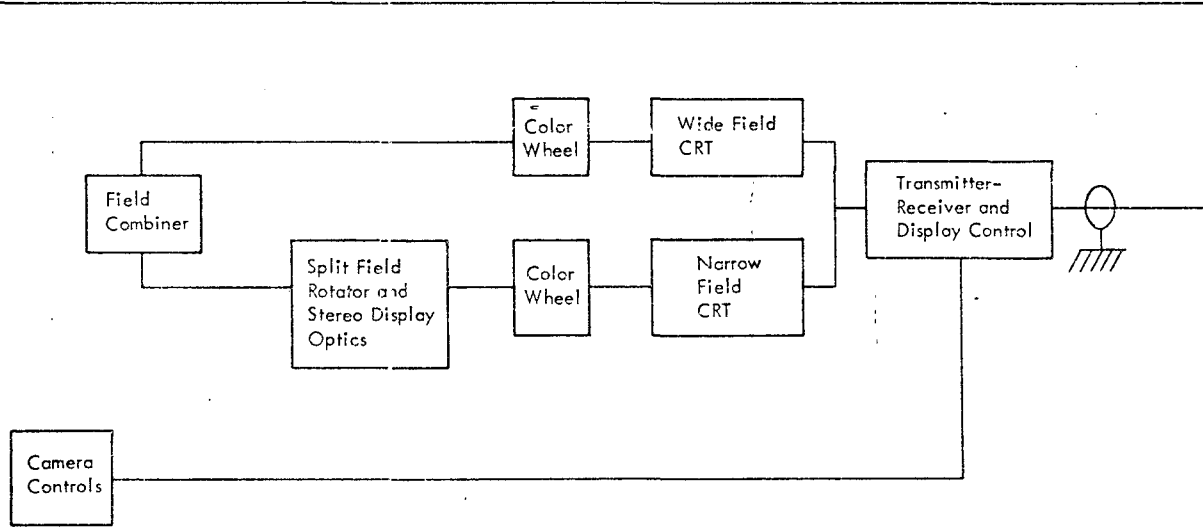 Color
Wheel
Wide Field
CRT
Transmitter-
Receiver and
Display Control
Field
Combiner
Split Field
Rotator and
Stereo Display
Optics
Color
Wheel
Narrow
Field
CRT
Camera
Controls